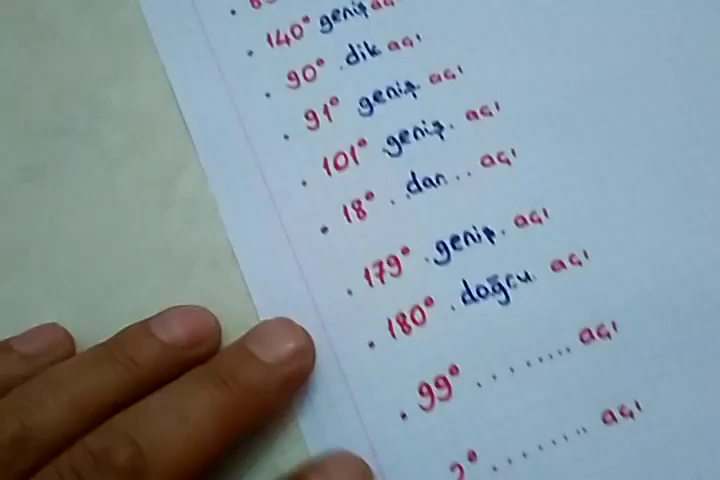 140° geniş açı
90° .dik açı
91° geniş. açı
101° geniş. açı
18° ..dar... açı
179° .geniş. açı
180° .doğru. açı
99° ........ açı
2° ........ açı